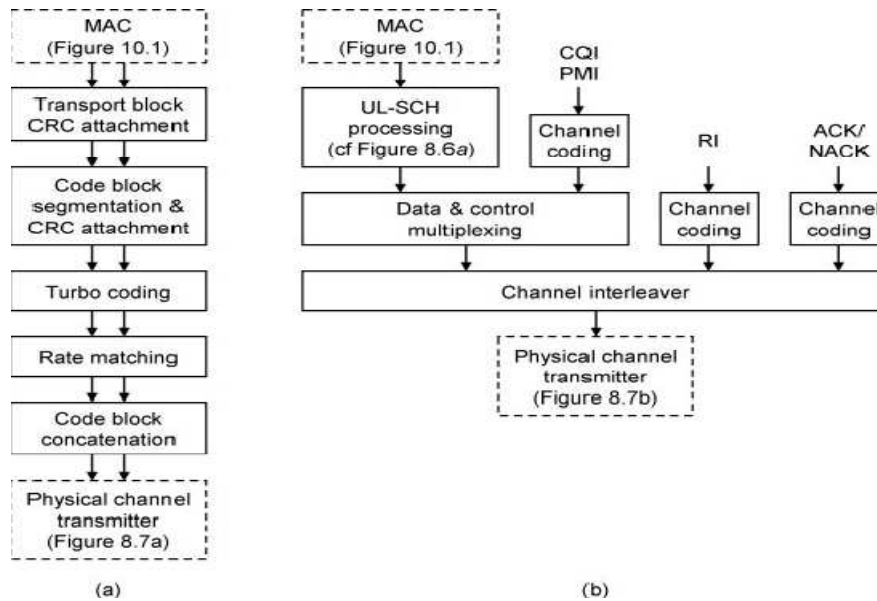 MAC
(Figure 10.1)
Transport block
CRC attachment
Code block
segmentation &
CRC attachment
Turbo coding
Rate matching
Code block
concatenation
Physical channel
transmitter
(Figure 8.7a)
(a)
MAC
(Figure 10.1)
CQI
PMI
UL-SCH
processing
(cf Figure 8.6a)
Channel
coding
RI
ACK/
NACK
Data & control
multiplexing
Channel
coding
Channel
coding
Channel interleaver
Physical channel
transmitter
(Figure 8.7b)
(b)